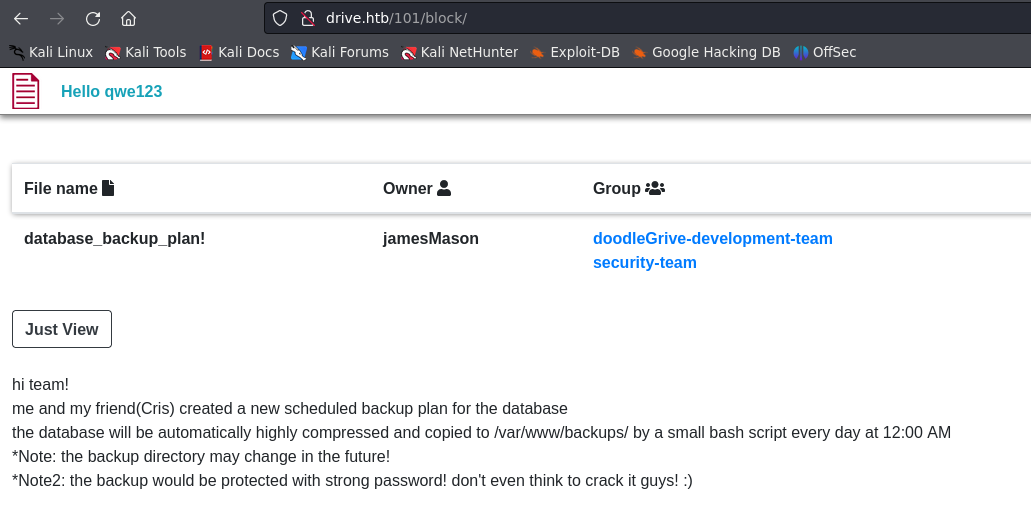 drive.htb/101/block/
Kali Linux Kali Tools Kali Docs Kali Forums Kali NetHunter Exploit-DB Google Hacking DB OffSec
Hello qwe123
File name Owner Group
database_backup_plan! jamesMason doodleGrive-development-team
security-team
Just View
hi team!
me and my friend(Cris) created a new scheduled backup plan for the database
the database will be automatically highly compressed and copied to /var/www/backups/ by a small bash script every day at 12:00 AM
*Note: the backup directory may change in the future!
*Note2: the backup would be protected with strong password! don't even think to crack it guys! :)